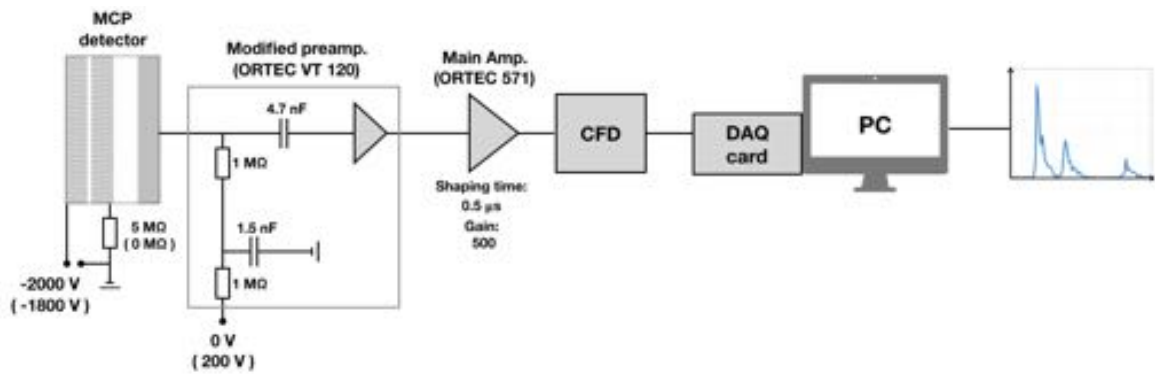 MCP
detector
Modified preamp.
(ORTEC VT 120)
4.7 nF
1 MΩ
1.5 nF
1 MΩ
0 V
( 200 V )
5 MΩ
( 0 MΩ )
-2000 V
( -1800 V )
Main Amp.
(ORTEC 571)
Shaping time:
0.5 µs
Gain:
500
CFD
DAQ
card
PC